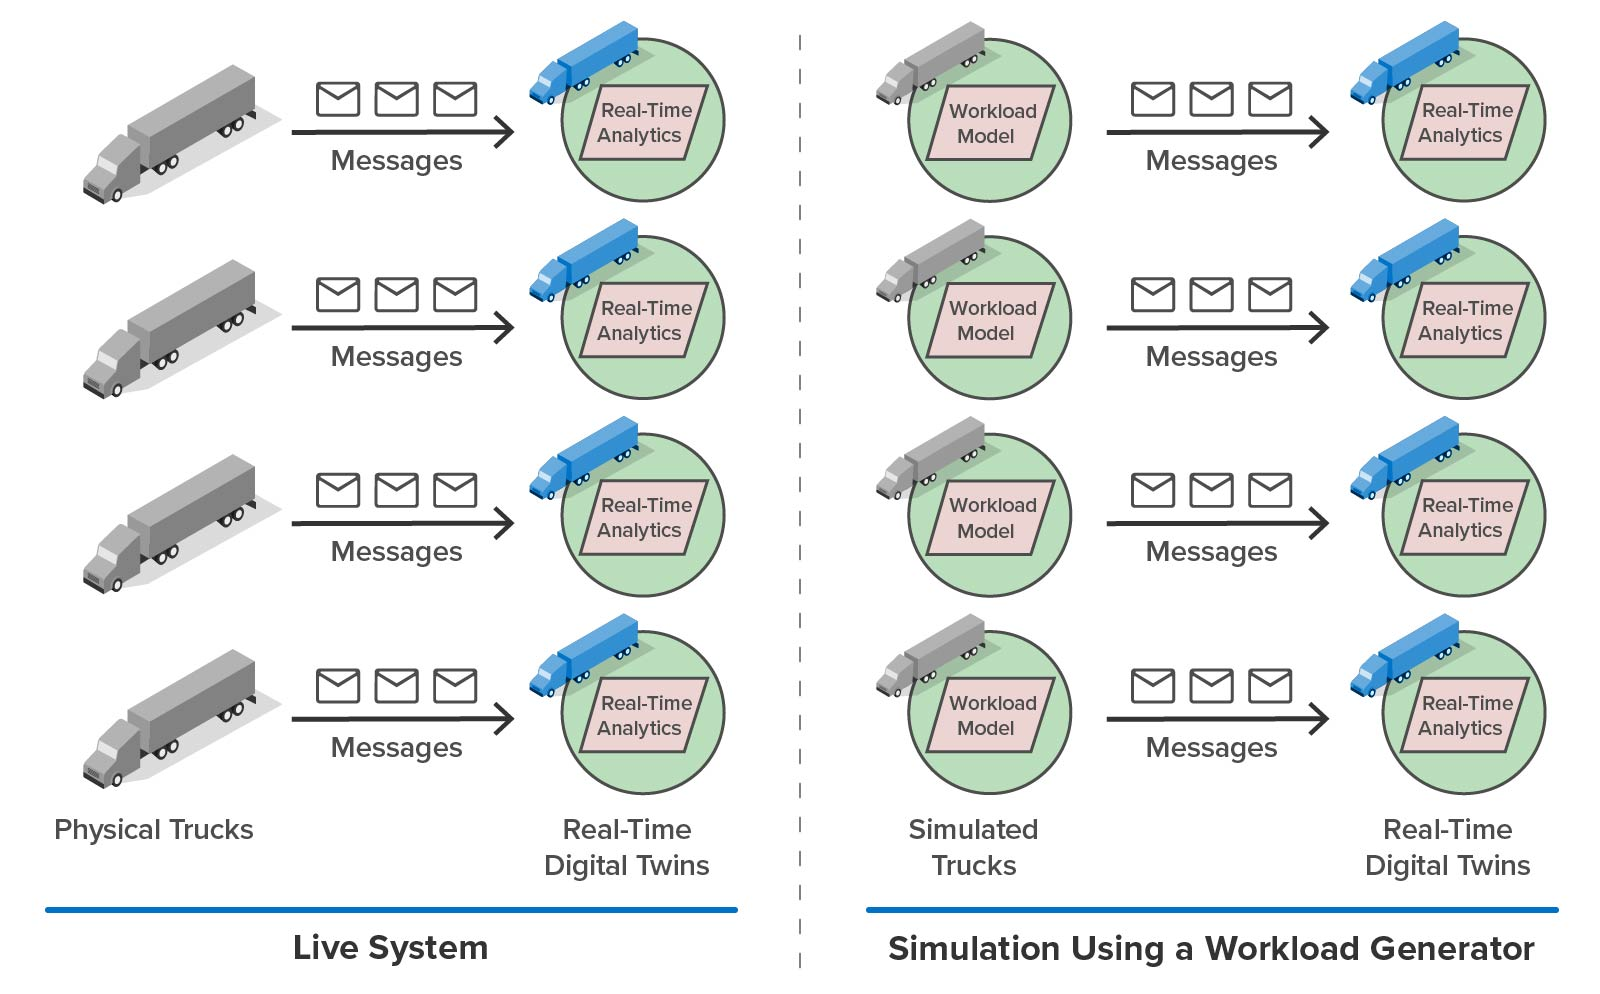 Real-Time
Analytics
Messages
Workload
Model
Messages
Real-Time
Analytics
Real-Time
Analytics
Messages
Workload
Model
Messages
Real-Time
Analytics
Real-Time
Analytics
Messages
Workload
Model
Messages
Real-Time
Analytics
Real-Time
Analytics
Messages
Workload
Model
Messages
Real-Time
Analytics
Physical Trucks
Real-Time
Digital Twins
Simulated
Trucks
Real-Time
Digital Twins
Live System
Simulation Using a Workload Generator